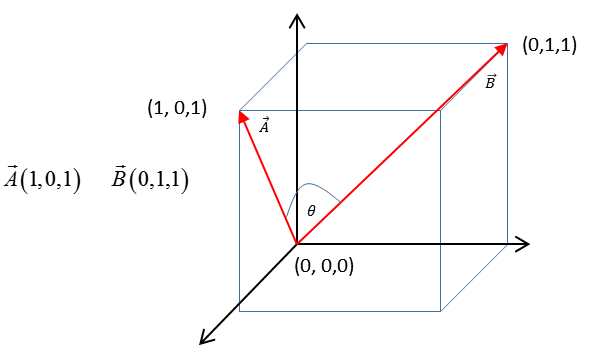 (0,1,1)
B⃗
(1, 0,1)
A⃗
A⃗(1,0,1) B⃗(0,1,1)
θ
(0, 0,0)